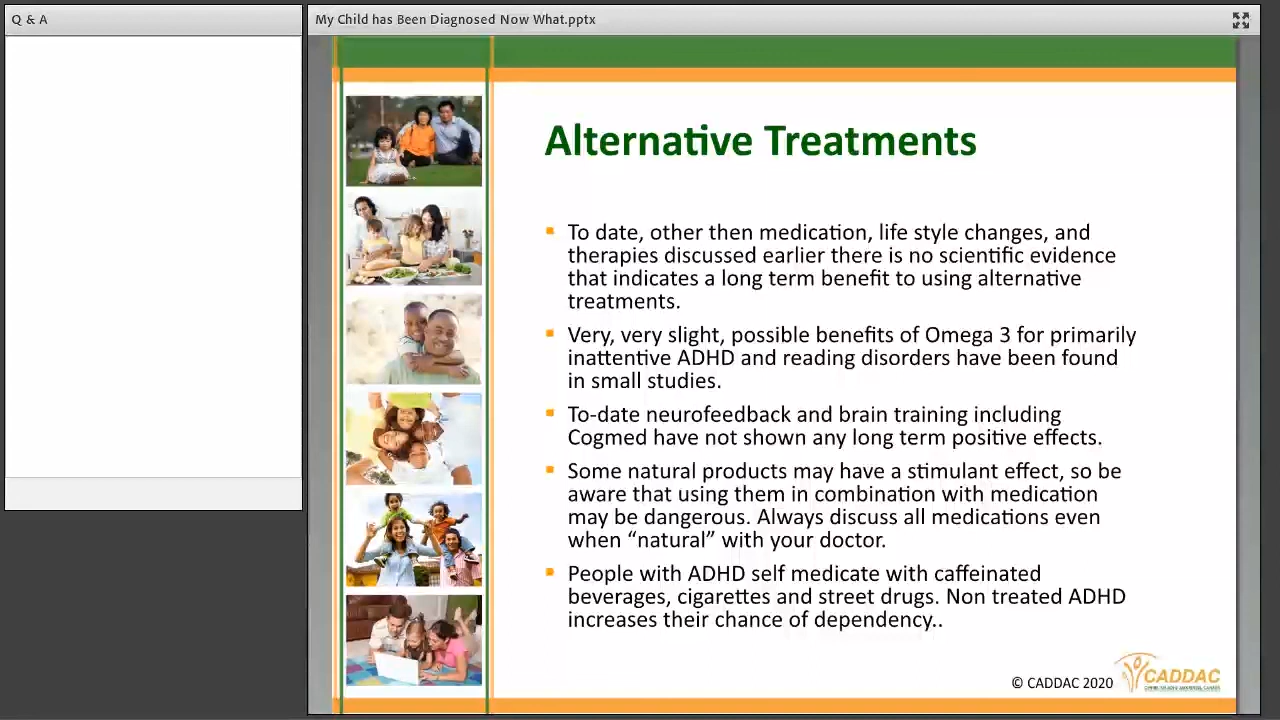 Q & A
My Child has Been Diagnosed Now What.pptx
Alternative Treatments
To date, other then medication, life style changes, and
therapies discussed earlier there is no scientific evidence
that indicates a long term benefit to using alternative
treatments.
Very, very slight, possible benefits of Omega 3 for primarily
inattentive ADHD and reading disorders have been found
in small studies.
To-date neurofeedback and brain training including
Cogmed have not shown any long term positive effects.
Some natural products may have a stimulant effect, so be
aware that using them in combination with medication
may be dangerous. Always discuss all medications even
when “natural” with your doctor.
People with ADHD self medicate with caffeinated
beverages, cigarettes and street drugs. Non treated ADHD
increases their chance of dependency..
© CADDAC 2020
CADDAC